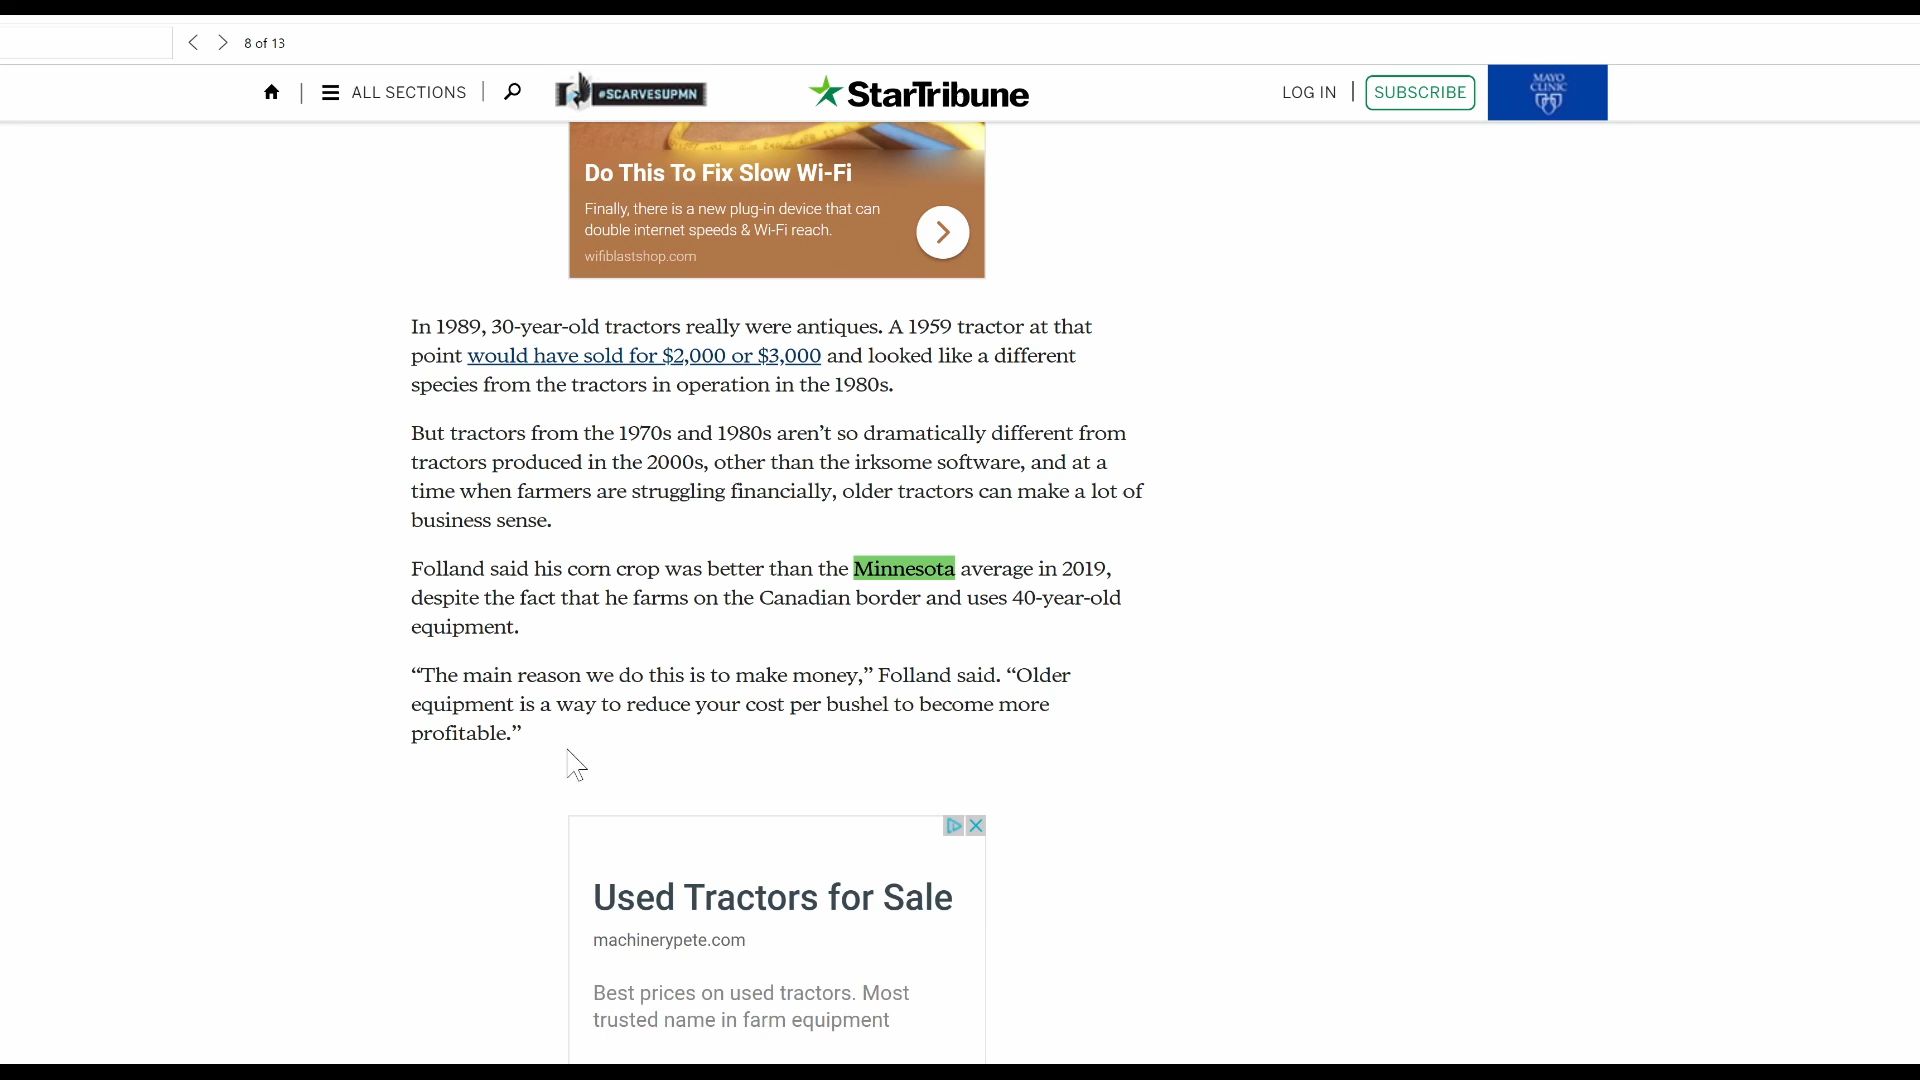 8 of 13
ALL SECTIONS
#SCARVESUPMN
StarTribune
LOG IN
SUBSCRIBE
MAYO
CLINIC
Do This To Fix Slow Wi-Fi
Finally, there is a new plug-in device that can
double internet speeds & Wi-Fi reach.
wifiblastshop.com
In 1989, 30-year-old tractors really were antiques. A 1959 tractor at that
point would have sold for $2,000 or $3,000 and looked like a different
species from the tractors in operation in the 1980s.
But tractors from the 1970s and 1980s aren’t so dramatically different from
tractors produced in the 2000s, other than the irksome software, and at a
time when farmers are struggling financially, older tractors can make a lot of
business sense.
Folland said his corn crop was better than the Minnesota average in 2019,
despite the fact that he farms on the Canadian border and uses 40-year-old
equipment.
“The main reason we do this is to make money,” Folland said. “Older
equipment is a way to reduce your cost per bushel to become more
profitable.”
Used Tractors for Sale
machinerypete.com
Best prices on used tractors. Most
trusted name in farm equipment